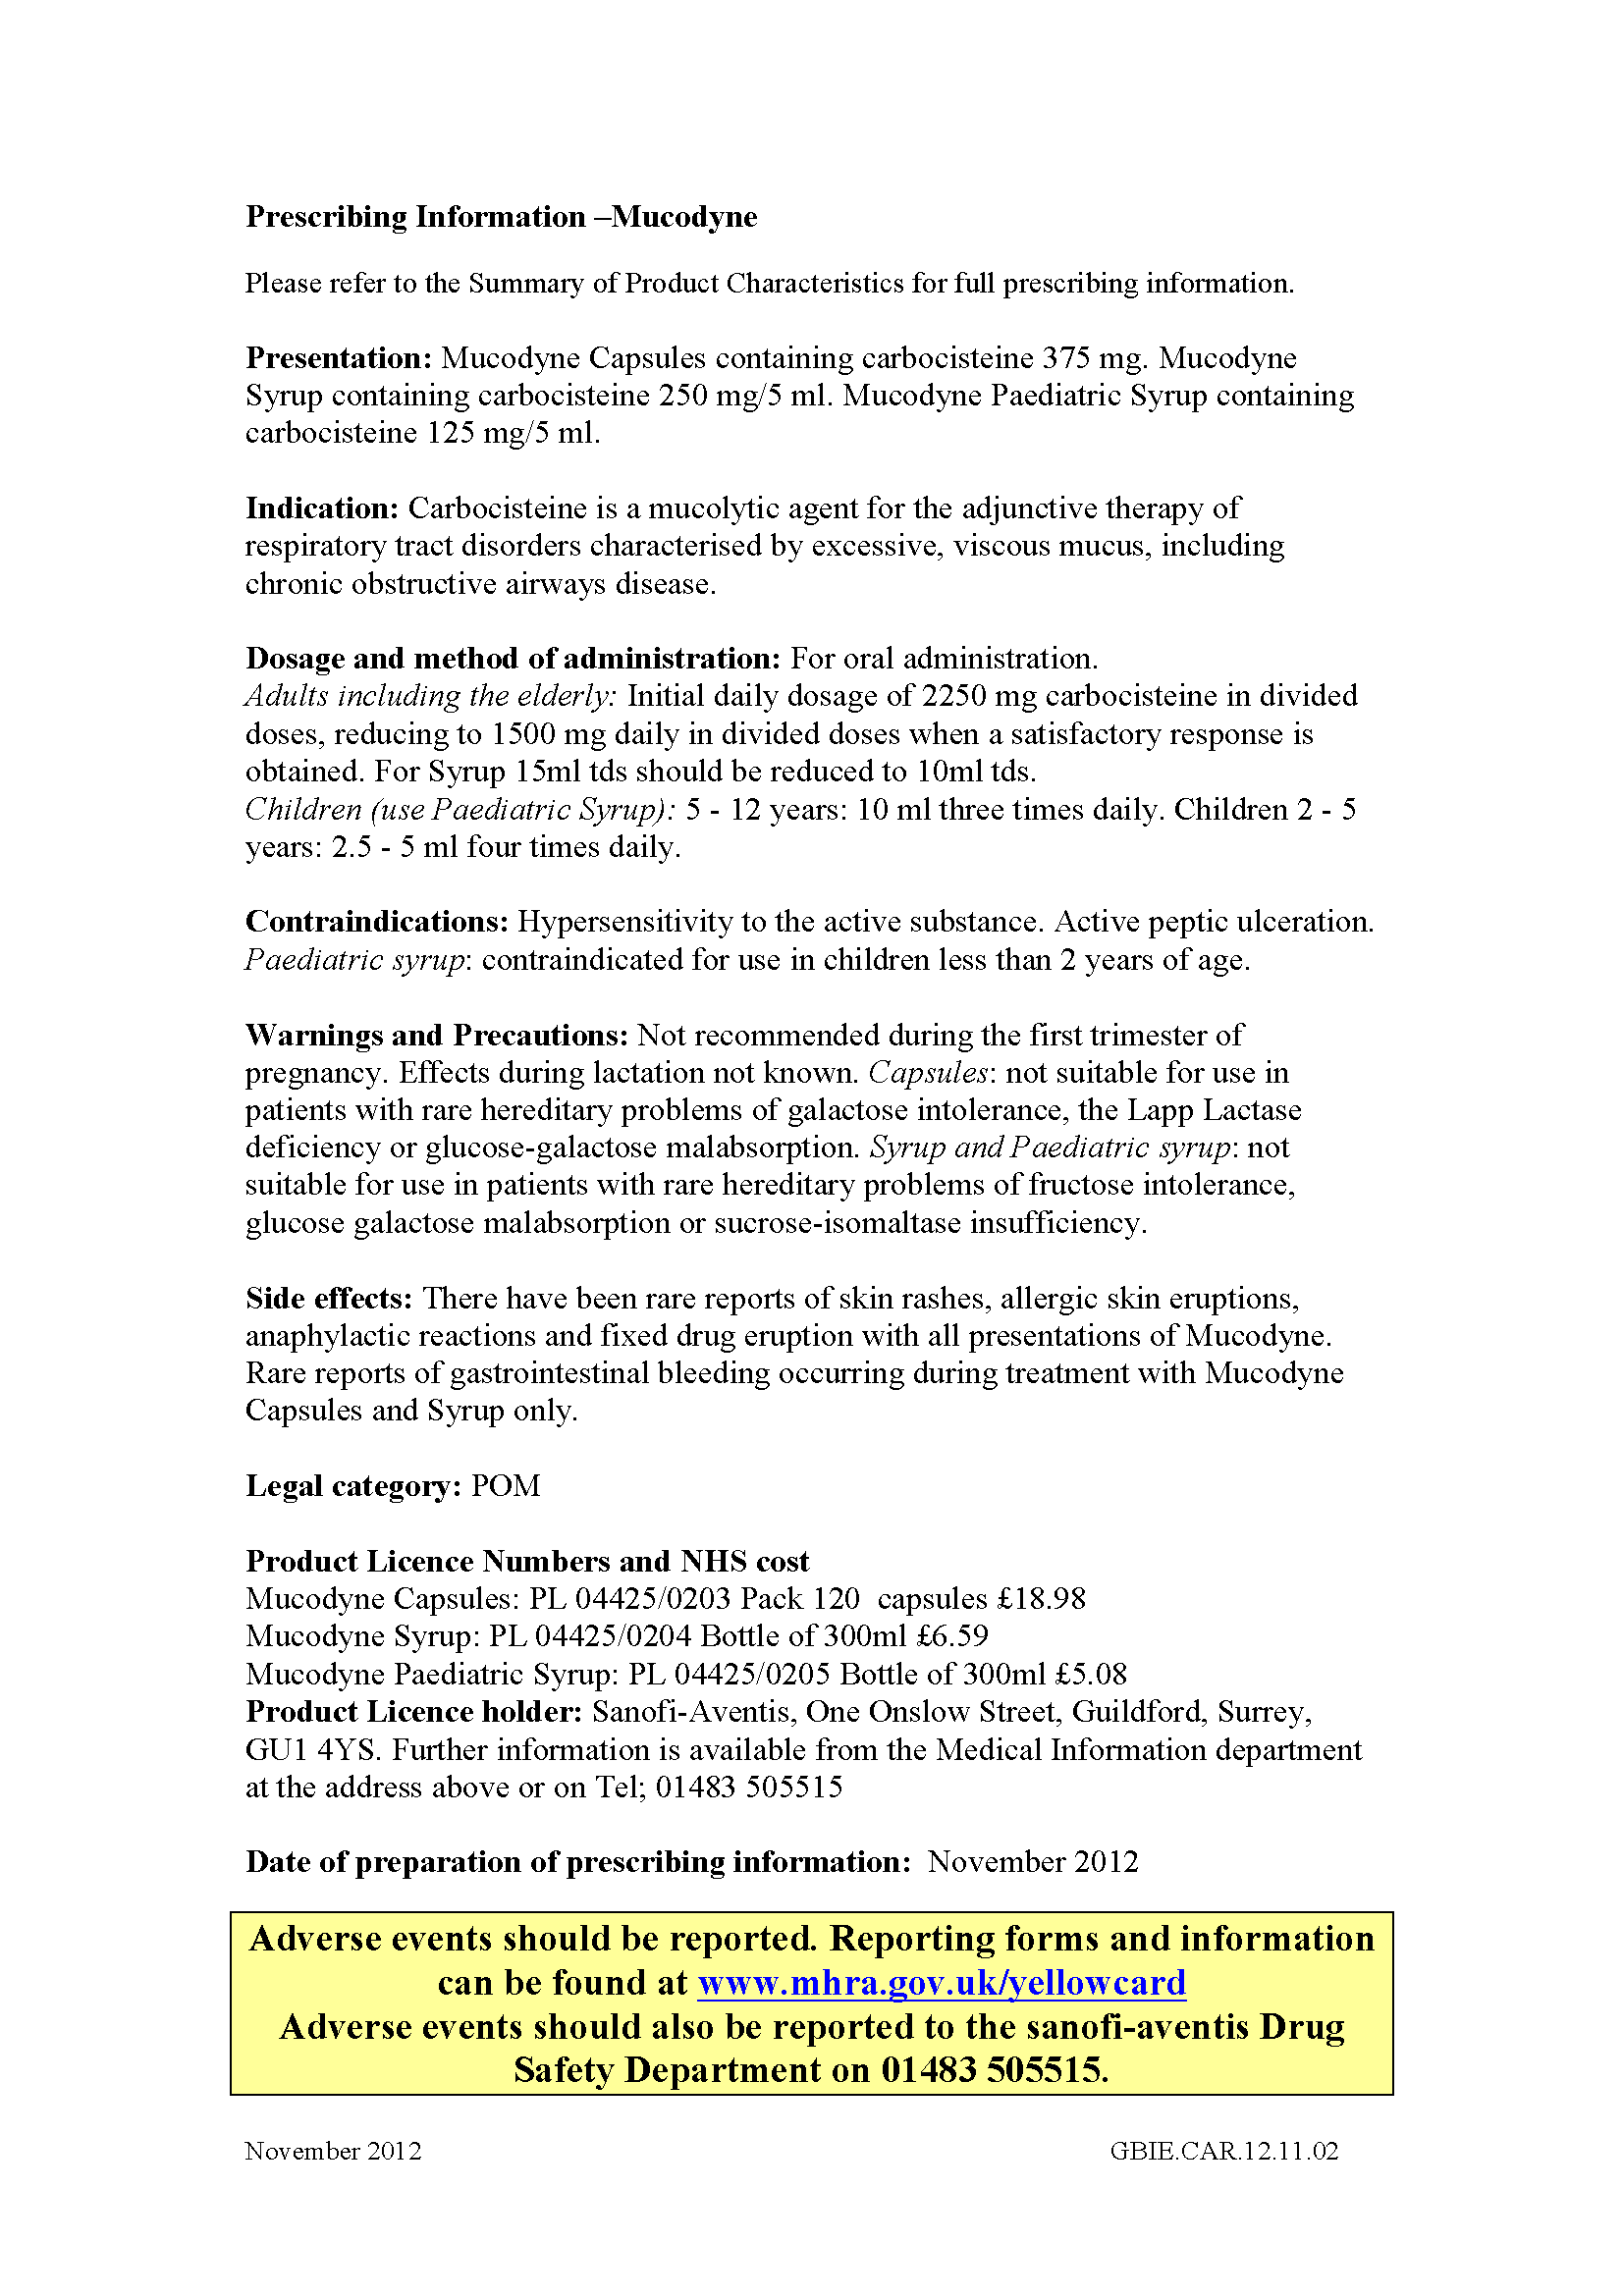 Prescribing Information –Mucodyne
Please refer to the Summary of Product Characteristics for full prescribing information.
Presentation: Mucodyne Capsules containing carbocisteine 375 mg. Mucodyne
Syrup containing carbocisteine 250 mg/5 ml. Mucodyne Paediatric Syrup containing
carbocisteine 125 mg/5 ml.
Indication: Carbocisteine is a mucolytic agent for the adjunctive therapy of
respiratory tract disorders characterised by excessive, viscous mucus, including
chronic obstructive airways disease.
Dosage and method of administration: For oral administration.
Adults including the elderly: Initial daily dosage of 2250 mg carbocisteine in divided
doses, reducing to 1500 mg daily in divided doses when a satisfactory response is
obtained. For Syrup 15ml tds should be reduced to 10ml tds.
Children (use Paediatric Syrup): 5 - 12 years: 10 ml three times daily. Children 2 - 5
years: 2.5 - 5 ml four times daily.
Contraindications: Hypersensitivity to the active substance. Active peptic ulceration.
Paediatric syrup: contraindicated for use in children less than 2 years of age.
Warnings and Precautions: Not recommended during the first trimester of
pregnancy. Effects during lactation not known. Capsules: not suitable for use in
patients with rare hereditary problems of galactose intolerance, the Lapp Lactase
deficiency or glucose-galactose malabsorption. Syrup and Paediatric syrup: not
suitable for use in patients with rare hereditary problems of fructose intolerance,
glucose galactose malabsorption or sucrose-isomaltase insufficiency.
Side effects: There have been rare reports of skin rashes, allergic skin eruptions,
anaphylactic reactions and fixed drug eruption with all presentations of Mucodyne.
Rare reports of gastrointestinal bleeding occurring during treatment with Mucodyne
Capsules and Syrup only.
Legal category: POM
Product Licence Numbers and NHS cost
Mucodyne Capsules: PL 04425/0203 Pack 120  capsules £18.98
Mucodyne Syrup: PL 04425/0204 Bottle of 300ml £6.59
Mucodyne Paediatric Syrup: PL 04425/0205 Bottle of 300ml £5.08
Product Licence holder: Sanofi-Aventis, One Onslow Street, Guildford, Surrey,
GU1 4YS. Further information is available from the Medical Information department
at the address above or on Tel; 01483 505515
Date of preparation of prescribing information:  November 2012
Adverse events should be reported. Reporting forms and information
can be found at www.mhra.gov.uk/yellowcard
Adverse events should also be reported to the sanofi-aventis Drug
Safety Department on 01483 505515.
November 2012 GBIE.CAR.12.11.02